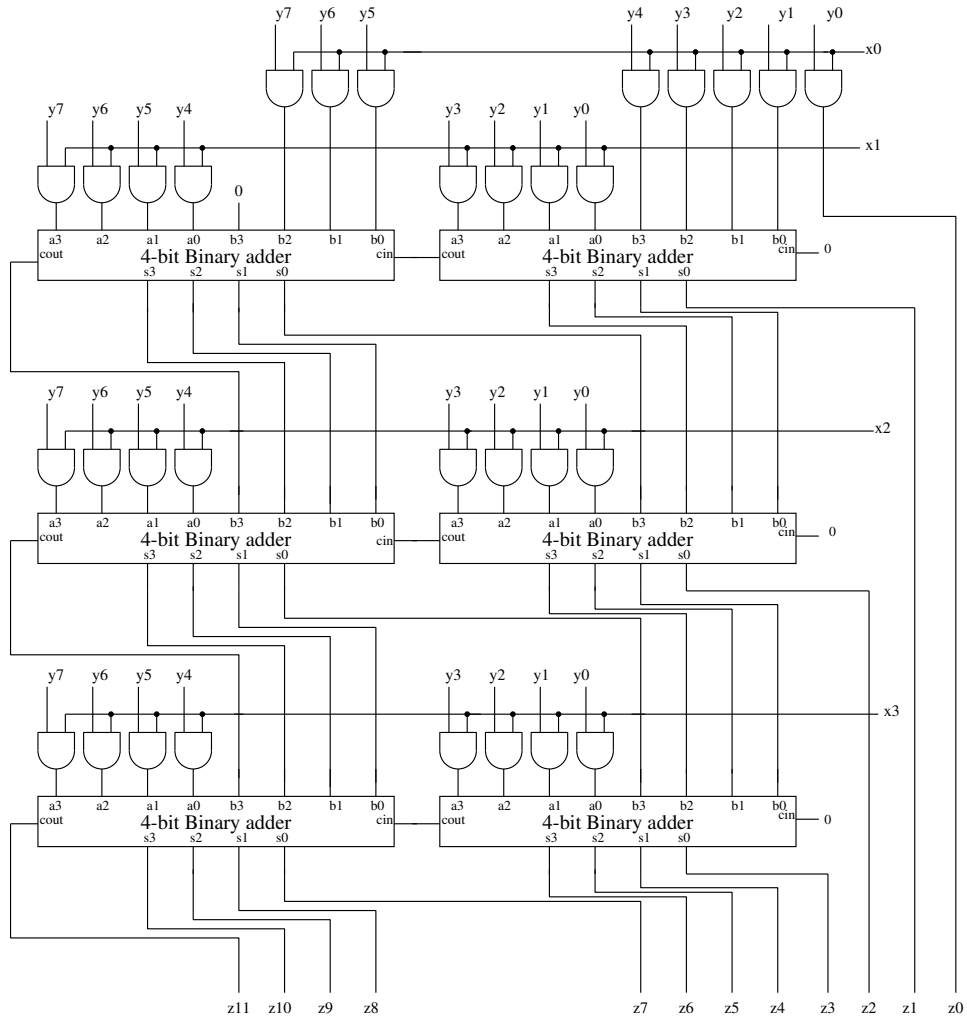 y7 y6 y5 y4 y3 y2 y1 y0
x0
y7 y6 y5 y4 y3 y2 y1 y0
x1
0
a3 a2 a1 a0 b3 b2 b1 b0 a3 a2 a1 a0 b3 b2 b1 b0
cout 4-bit Binary adder cin cout 4-bit Binary adder cin 0
s3 s2 s1 s0 s3 s2 s1 s0
y7 y6 y5 y4 y3 y2 y1 y0
x2
a3 a2 a1 a0 b3 b2 b1 b0 a3 a2 a1 a0 b3 b2 b1 b0
cout 4-bit Binary adder cin cout 4-bit Binary adder cin 0
s3 s2 s1 s0 s3 s2 s1 s0
y7 y6 y5 y4 y3 y2 y1 y0
x3
a3 a2 a1 a0 b3 b2 b1 b0 a3 a2 a1 a0 b3 b2 b1 b0
cout 4-bit Binary adder cin cout 4-bit Binary adder cin 0
s3 s2 s1 s0 s3 s2 s1 s0
z11 z10 z9 z8 z7 z6 z5 z4 z3 z2 z1 z0